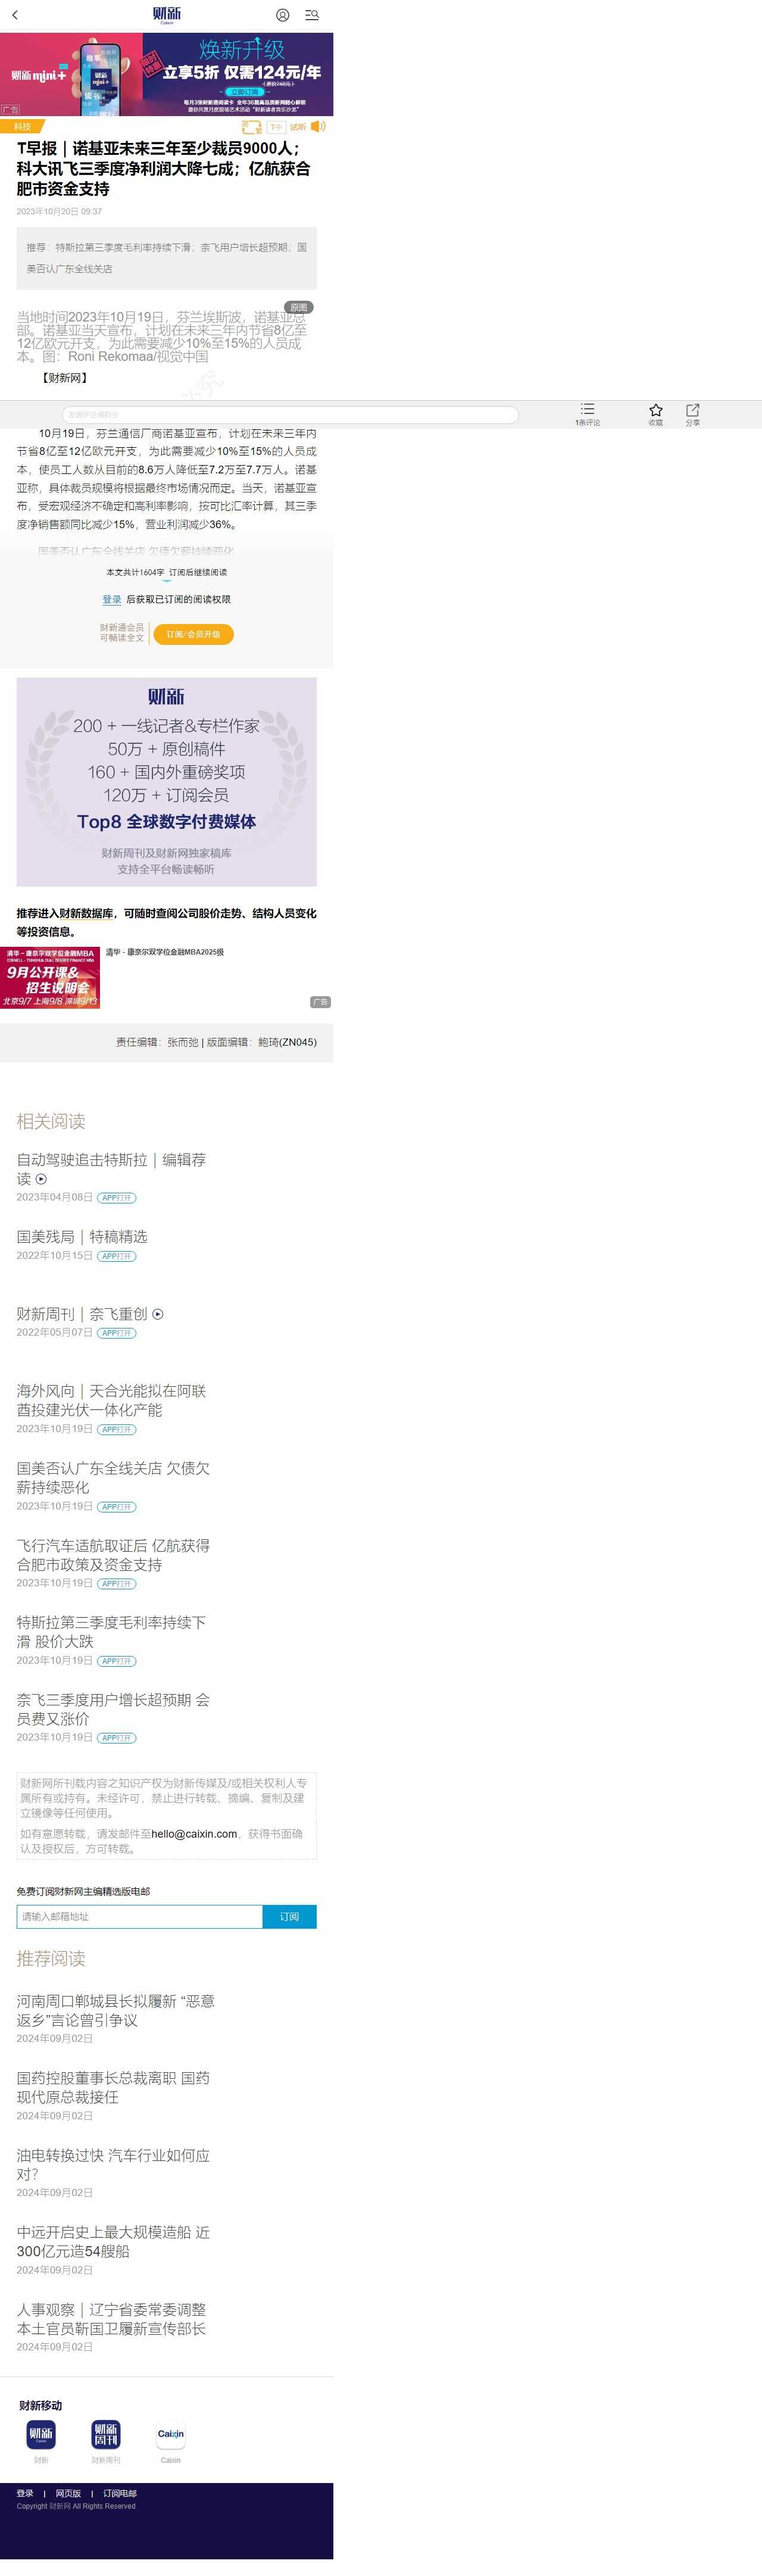 财新
Caixin
财新 mini+
故事
读书
财新
限时特惠
焕新升级
立享5折 仅需124元/年
(原价248元)
立即订阅
广告
科技
T中
试听
T早报｜诺基亚未来三年至少裁员9000人；
科大讯飞三季度净利润大降七成；亿航获合
肥市资金支持
2023年10月20日 09:37
推荐：特斯拉第三季度毛利率持续下滑；奈飞用户增长超预期；国
美否认广东全线关店
原图
当地时间2023年10月19日，芬兰埃斯波，诺基亚总
部。诺基亚当天宣布，计划在未来三年内节省8亿至
12亿欧元开支，为此需要减少10%至15%的人员成
本。图：Roni Rekomaa/视觉中国
【财新网】
1条评论
收藏
分享
10月19日，芬兰通信厂商诺基亚宣布，计划在未来三年内
节省8亿至12亿欧元开支，为此需要减少10%至15%的人员成
本，使员工人数从目前的8.6万人降低至7.2万至7.7万人。诺基
亚称，具体裁员规模将根据最终市场情况而定。当天，诺基亚宣
布，受宏观经济不确定和高利率影响，按可比汇率计算，其三季
度净销售额同比减少15%，营业利润减少36%。
国美否认广东全线关店 欠债欠薪持续恶化
本文共计1604字 订阅后继续阅读
登录 后获取已订阅的阅读权限
财新通会员
可畅读全文
订阅/会员升级
财新
200 + 一线记者&专栏作家
50万 + 原创稿件
160 + 国内外重磅奖项
120万 + 订阅会员
Top8 全球数字付费媒体
财新周刊及财新网独家稿库
支持全平台畅读畅听
推荐进入财新数据库，可随时查阅公司股价走势、结构人员变化
等投资信息。
清华－康奈尔双学位金融MBA
9月公开课&
招生说明会
北京9/7 上海9/8 深圳9/13
清华－康奈尔双学位金融MBA2025级
广告
责任编辑：张而弛 | 版面编辑：鲍琦(ZN045)
相关阅读
自动驾驶追击特斯拉｜编辑荐
读
2023年04月08日 APP打开
国美残局｜特稿精选
2022年10月15日 APP打开
财新周刊｜奈飞重创
2022年05月07日 APP打开
海外风向｜天合光能拟在阿联
酋投建光伏一体化产能
2023年10月19日 APP打开
国美否认广东全线关店 欠债欠
薪持续恶化
2023年10月19日 APP打开
飞行汽车适航取证后 亿航获得
合肥市政策及资金支持
2023年10月19日 APP打开
特斯拉第三季度毛利率持续下
滑 股价大跌
2023年10月19日 APP打开
奈飞三季度用户增长超预期 会
员费又涨价
2023年10月19日 APP打开
财新网所刊载内容之知识产权为财新传媒及/或相关权利人专
属所有或持有。未经许可，禁止进行转载、摘编、复制及建
立镜像等任何使用。
如有意愿转载，请发邮件至hello@caixin.com，获得书面确
认及授权后，方可转载。
免费订阅财新网主编精选版电邮
请输入邮箱地址
订阅
推荐阅读
河南周口郸城县长拟履新 “恶意
返乡”言论曾引争议
2024年09月02日
国药控股董事长总裁离职 国药
现代原总裁接任
2024年09月02日
油电转换过快 汽车行业如何应
对？
2024年09月02日
中远开启史上最大规模造船 近
300亿元造54艘船
2024年09月02日
人事观察｜辽宁省委常委调整
本土官员靳国卫履新宣传部长
2024年09月02日
财新移动
财新
Caixin
财新
周刊
Caixin
财新
财新周刊
Caixin
登录 | 网页版 | 订阅电邮
Copyright 财新网 All Rights Reserved